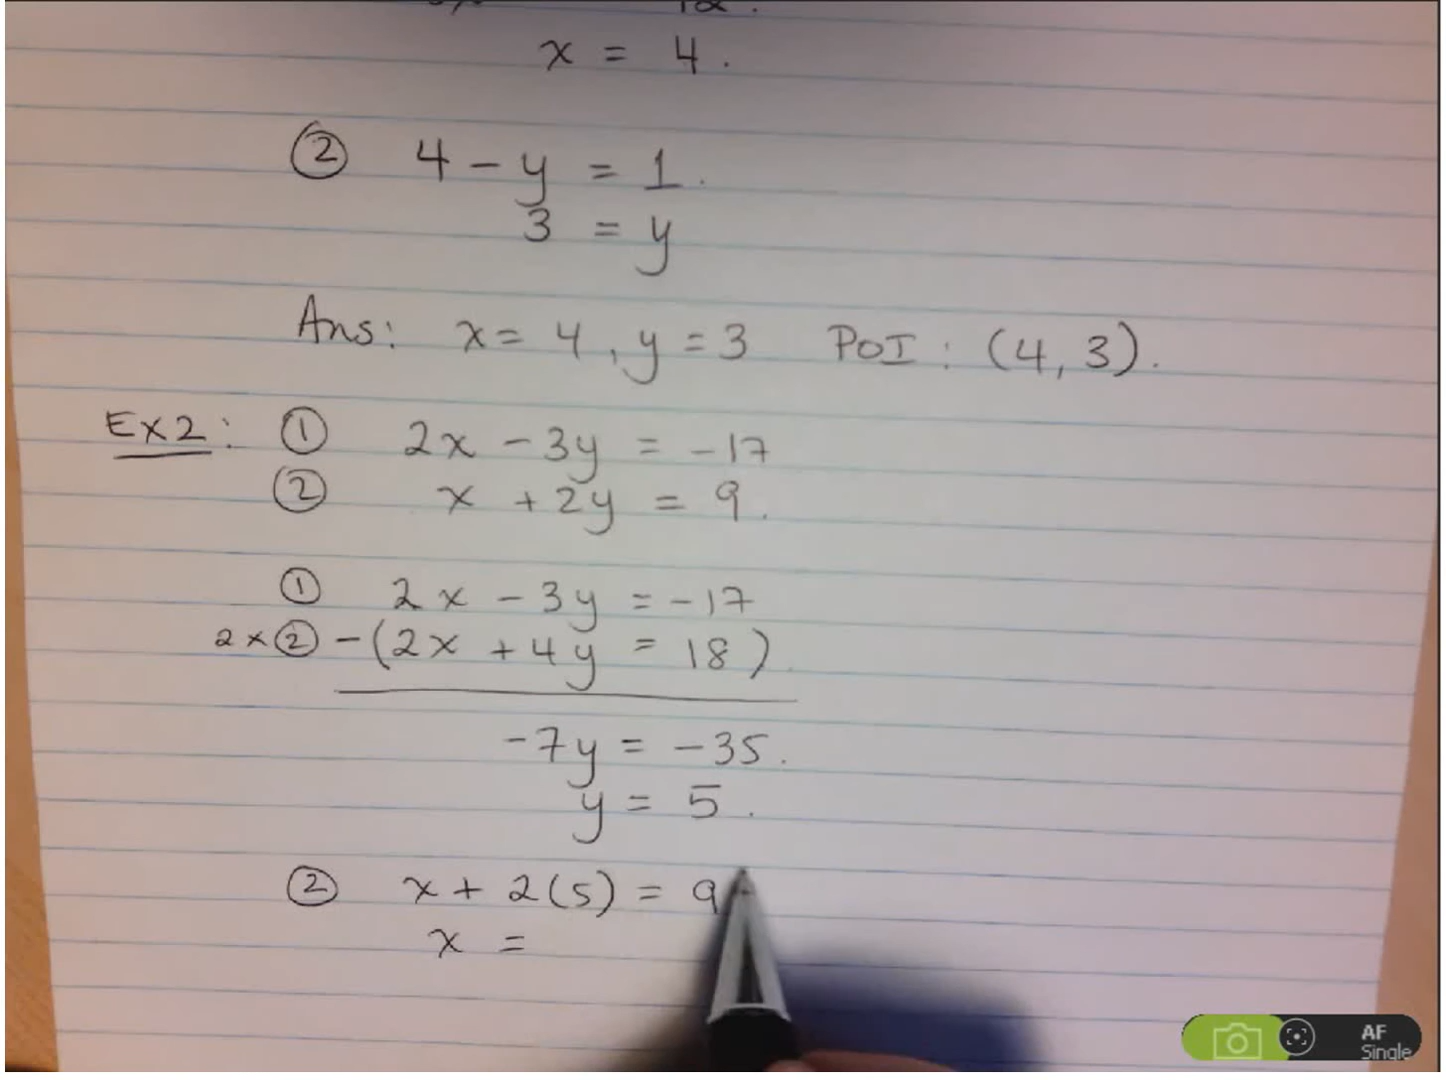 x = 4.
② 4 - y = 1.
3 = y
Ans: x = 4, y = 3 POI: (4, 3).
Ex2: ① 2x - 3y = -17
② x + 2y = 9.
① 2x - 3y = -17
2 x ② -(2x + 4y = 18)
-7y = -35.
y = 5.
② x + 2(5) = 9
x =
AF
Single